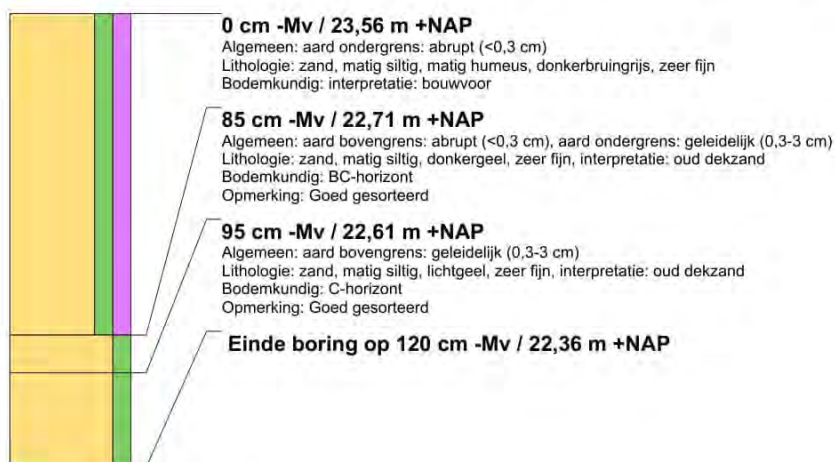 0 cm -Mv / 23,56 m +NAP
Algemeen: aard ondergrens: abrupt (<0,3 cm)
Lithologie: zand, matig siltig, matig humeus, donkerbruingrijs, zeer fijn
Bodemkundig: interpretatie: bouwvoor
85 cm -Mv / 22,71 m +NAP
Algemeen: aard bovengrens: abrupt (<0,3 cm), aard ondergrens: geleidelijk (0,3-3 cm)
Lithologie: zand, matig siltig, donkergeel, zeer fijn, interpretatie: oud dekzand
Bodemkundig: BC-horizont
Opmerking: Goed gesorteerd
95 cm -Mv / 22,61 m +NAP
Algemeen: aard bovengrens: geleidelijk (0,3-3 cm)
Lithologie: zand, matig siltig, lichtgeel, zeer fijn, interpretatie: oud dekzand
Bodemkundig: C-horizont
Opmerking: Goed gesorteerd
Einde boring op 120 cm -Mv / 22,36 m +NAP